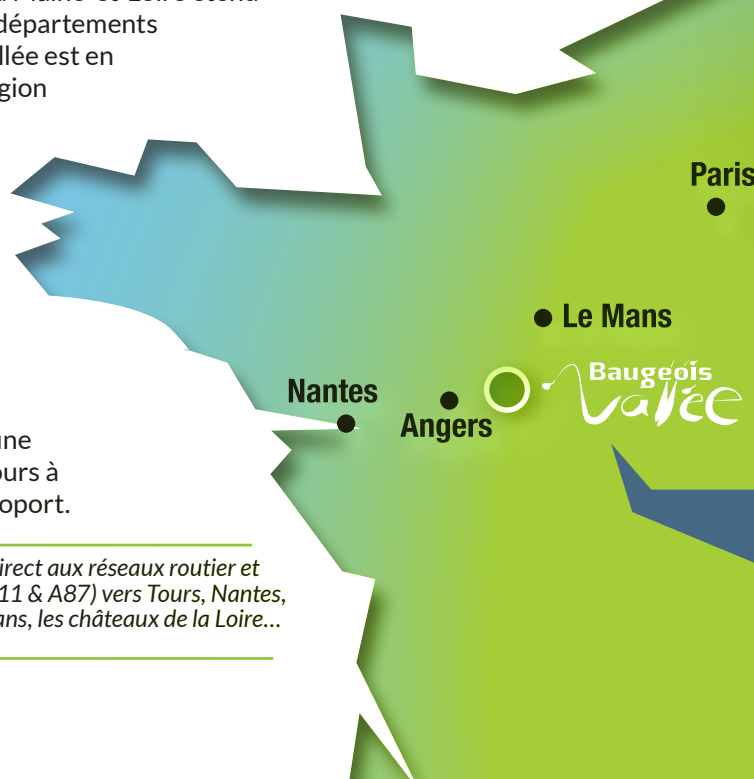 départements
llée est en
gion
Paris
Le Mans
Baugeois
Vallée
Nantes
Angers
une
ours à
oport.
irect aux réseaux routier et
11 & A87) vers Tours, Nantes,
ans, les châteaux de la Loire...